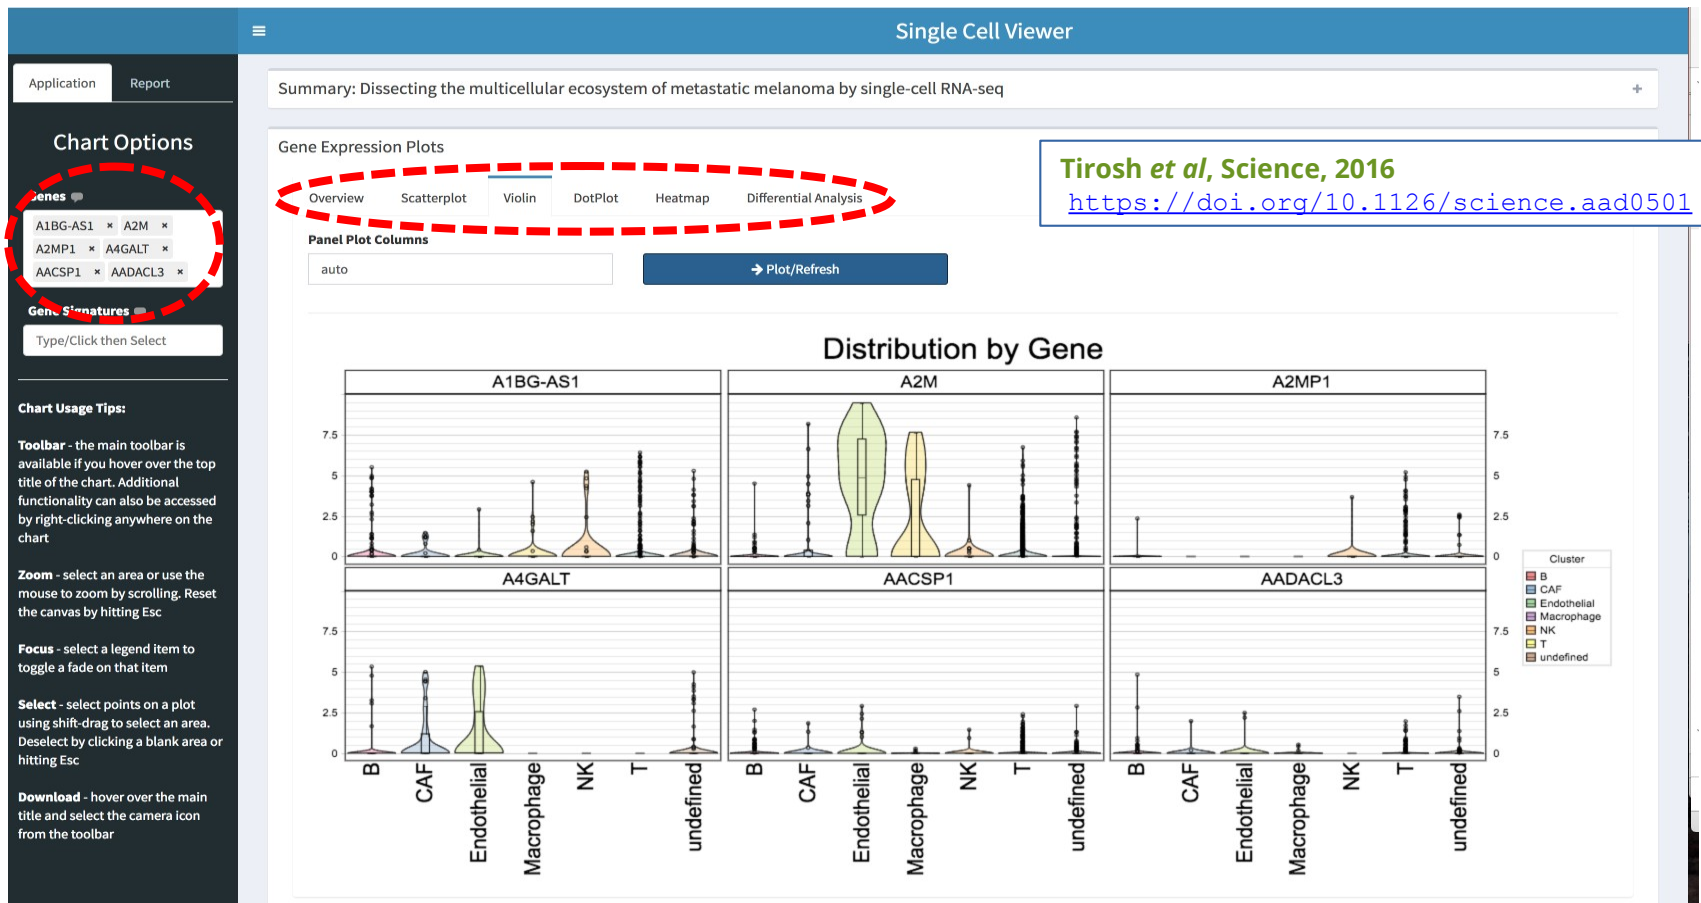 Single Cell Viewer
Application
Report
Summary: Dissecting the multicellular ecosystem of metastatic melanoma by single-cell RNA-seq
+
Chart Options
Genes
A1BG-AS1 × A2M ×
A2MP1 × A4GALT ×
AACSP1 × AADACL3 ×
Gene Signatures
Type/Click then Select
Chart Usage Tips:
Toolbar - the main toolbar is
available if you hover over the top
title of the chart. Additional
functionality can also be accessed
by right-clicking anywhere on the
chart
Zoom - select an area or use the
mouse to zoom by scrolling. Reset
the canvas by hitting Esc
Focus - select a legend item to
toggle a fade on that item
Select - select points on a plot
using shift-drag to select an area.
Deselect by clicking a blank area or
hitting Esc
Download - hover over the main
title and select the camera icon
from the toolbar
Gene Expression Plots
Tirosh et al, Science, 2016
https://doi.org/10.1126/science.aad0501
Overview Scatterplot Violin DotPlot Heatmap Differential Analysis
Panel Plot Columns
auto
→ Plot/Refresh
Distribution by Gene
A1BG-AS1 A2M A2MP1
7.5 7.5
5 5
2.5 2.5
0 0
A4GALT AACSP1 AADACL3
7.5 7.5
5 5
2.5 2.5
0 0
B CAF Endothelial Macrophage NK T undefined
B CAF Endothelial Macrophage NK T undefined
B CAF Endothelial Macrophage NK T undefined
Cluster
B
CAF
Endothelial
Macrophage
NK
T
undefined